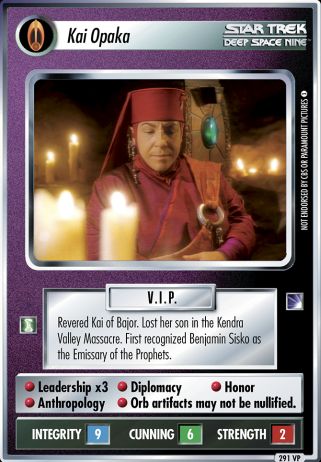 Kai Opaka
STAR TREK
DEEP SPACE NINE
NOT ENDORSED BY CBS OR PARAMOUNT PICTURES
V.I.P.
Revered Kai of Bajor. Lost her son in the Kendra
Valley Massacre. First recognized Benjamin Sisko as
the Emissary of the Prophets.
Leadership x3 Diplomacy Honor
Anthropology Orb artifacts may not be nullified.
INTEGRITY 9 CUNNING 6 STRENGTH 2
291 VP